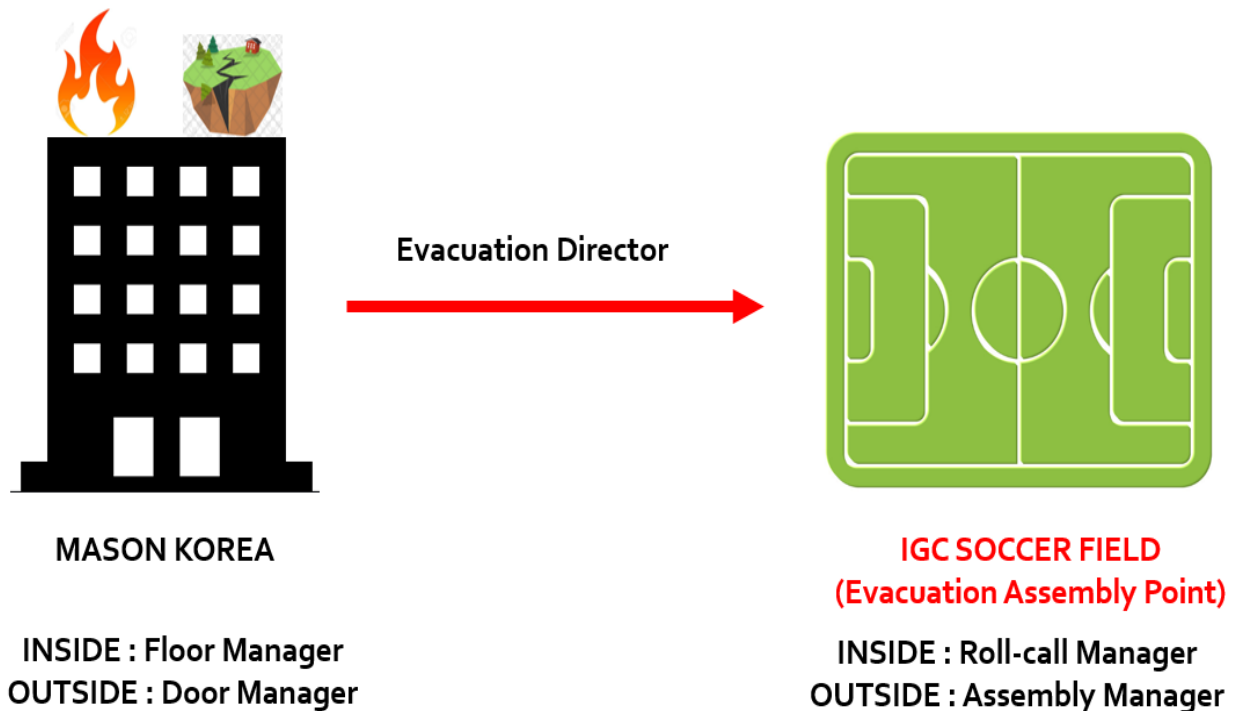 Evacuation Director
MASON KOREA
INSIDE : Floor Manager
OUTSIDE : Door Manager
IGC SOCCER FIELD
(Evacuation Assembly Point)
INSIDE : Roll-call Manager
OUTSIDE : Assembly Manager